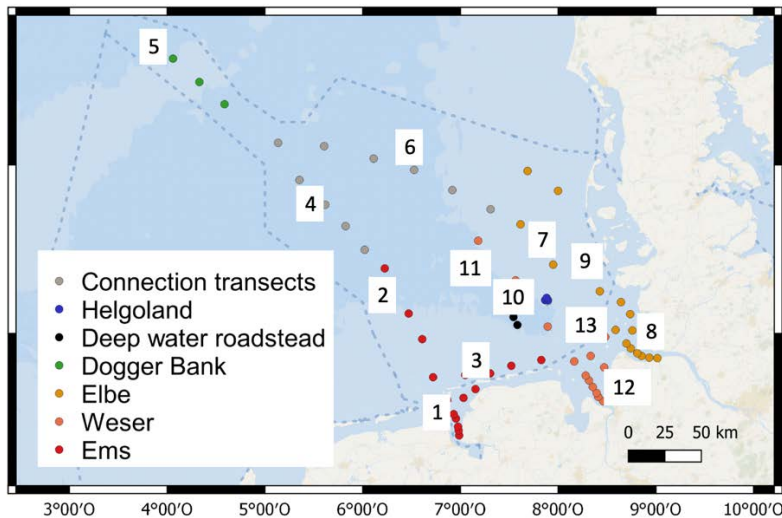 5
6
4
7
9
11
2
10
13
8
3
12
1
Connection transects
Helgoland
Deep water roadstead
Dogger Bank
Elbe
Weser
Ems
0 25 50 km
3°00'O 4°00'O 5°00'O 6°00'O 7°00'O 8°00'O 9°00'O 10°00'O